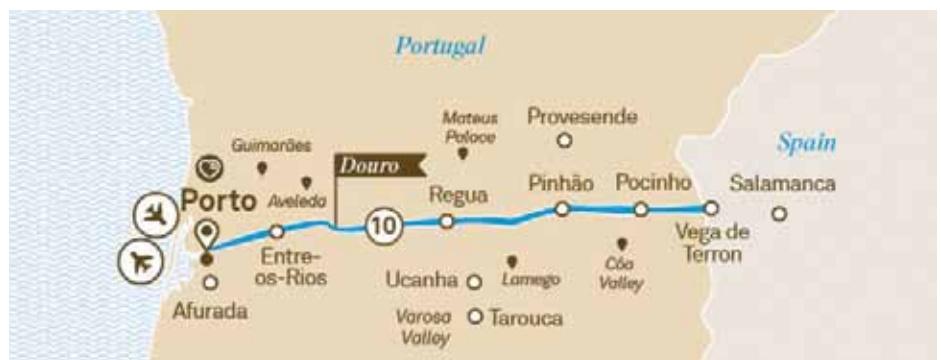 Portugal
Mateus
Palace
Provesende
Guimarães
Spain
Douro
Porto
Aveleda
Regua
Pinhão
Pocinho
Salamanca
10
Entre-
os-Rios
Vega de
Terron
Ucanha
Lamego
Côa
Valley
Afurada
Varosa
Valley
Tarouca